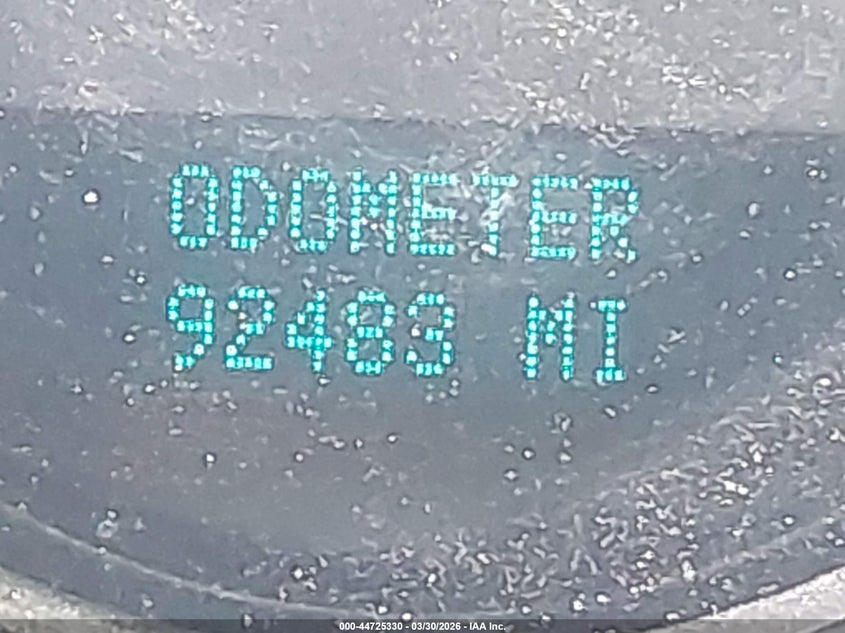 ODOMETER
92483 MI
000-44725330 - 03/30/2026 - IAA Inc.